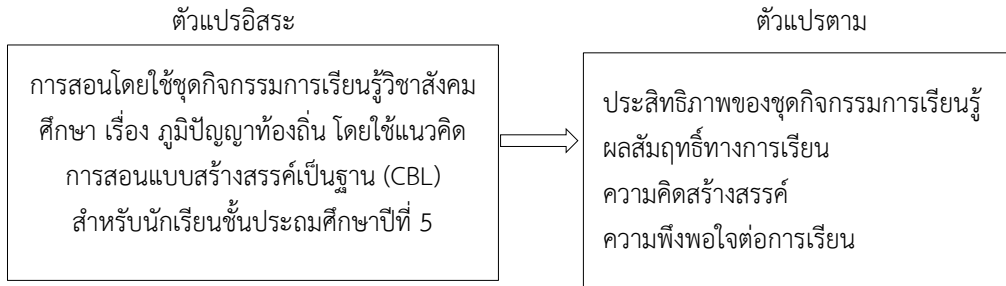 ตัวแปรอิสระ
ตัวแปรตาม
การสอนโดยใช้ชุดกิจกรรมการเรียนรู้วิชาสังคม
ศึกษา เรื่อง ภูมิปัญญาท้องถิ่น โดยใช้แนวคิด
การสอนแบบสร้างสรรค์เป็นฐาน (CBL)
สำหรับนักเรียนชั้นประถมศึกษาปีที่ 5
ประสิทธิภาพของชุดกิจกรรมการเรียนรู้
ผลสัมฤทธิ์ทางการเรียน
ความคิดสร้างสรรค์
ความพึงพอใจต่อการเรียน